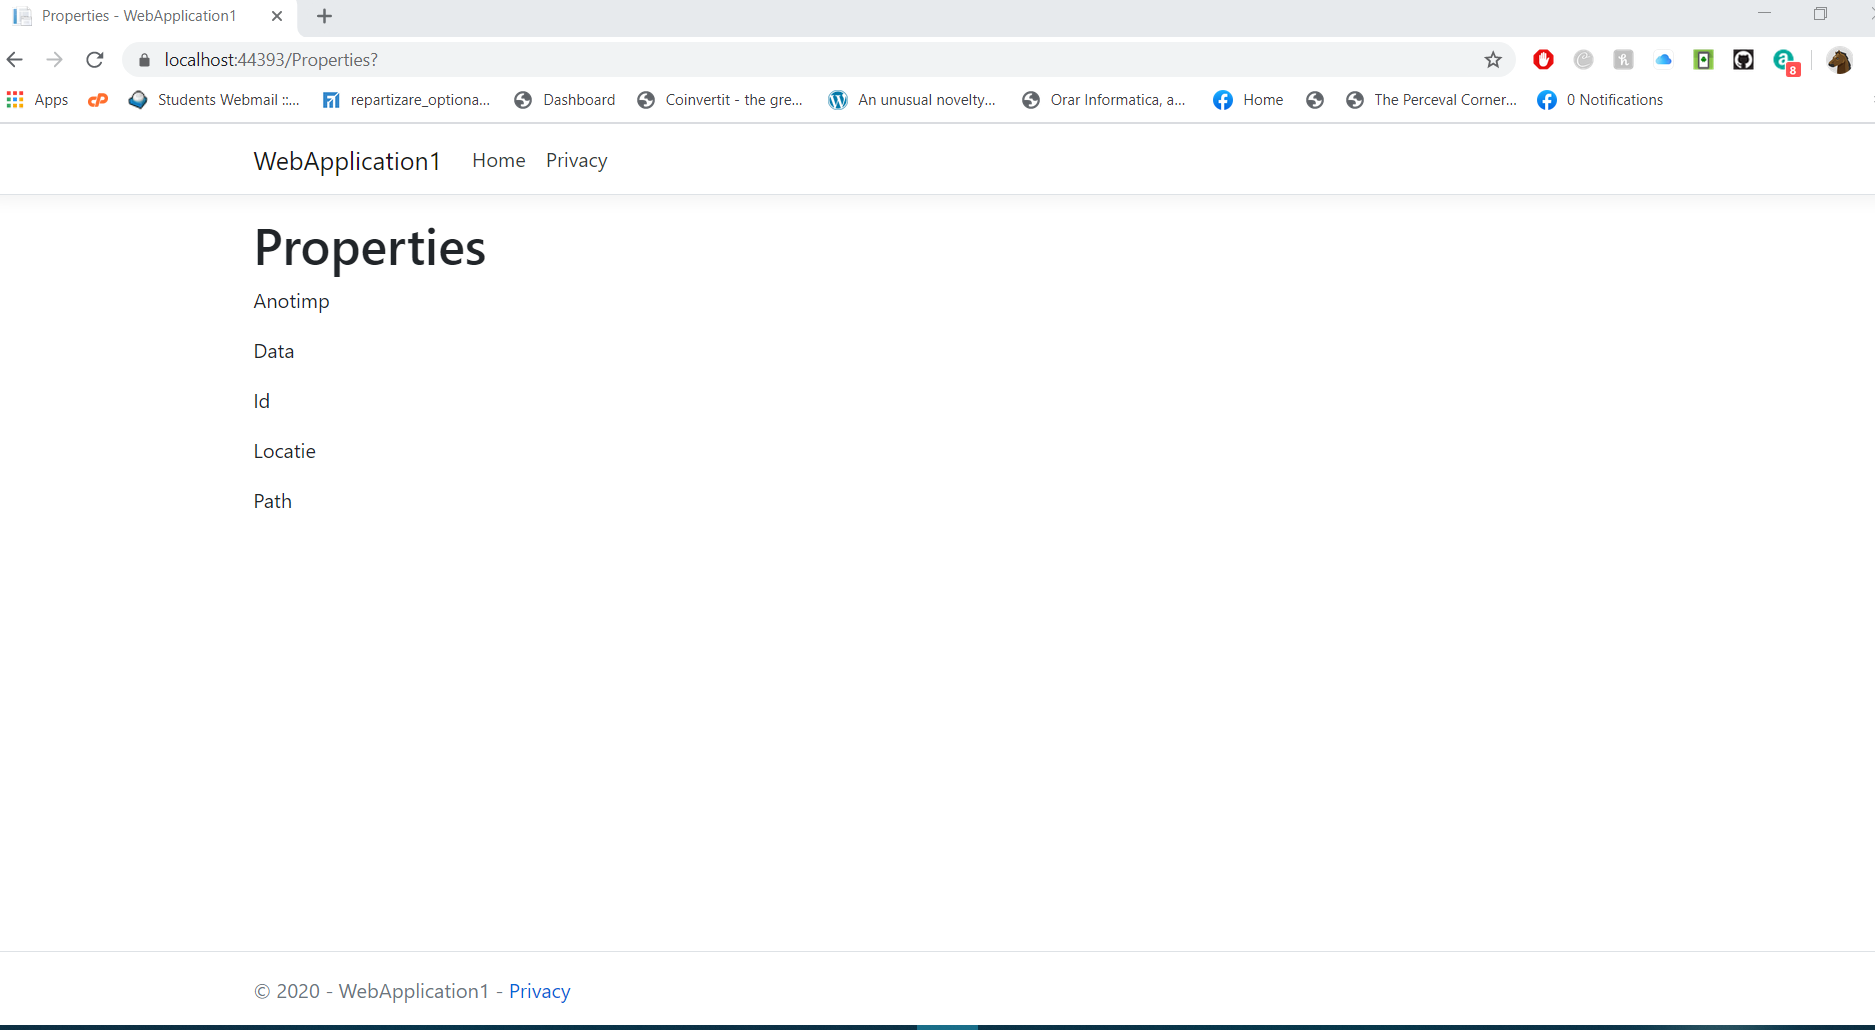 Properties - WebApplication1
localhost:44393/Properties?
8
Apps
cP
Students Webmail ::...
repartizare_optiona...
Dashboard
Coinvertit - the gre...
An unusual novelty...
Orar Informatica, a...
Home
The Perceval Corner...
0 Notifications
WebApplication1 Home Privacy
Properties
Anotimp
Data
Id
Locatie
Path
© 2020 - WebApplication1 - Privacy